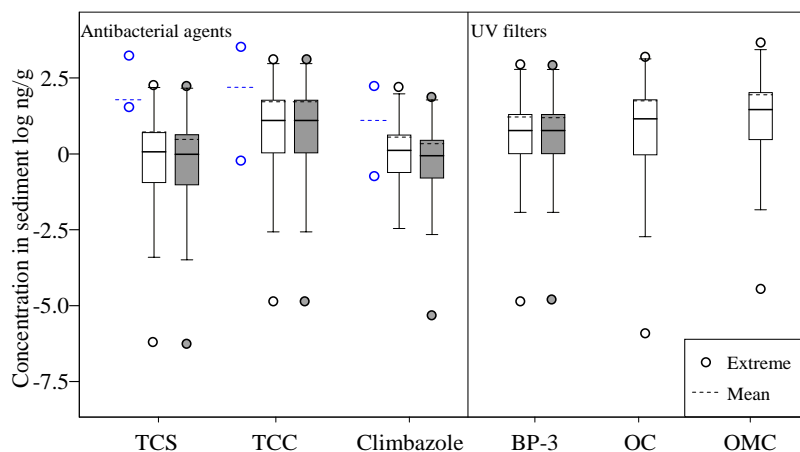 Antibacterial agents
UV filters
Concentration in sediment log ng/g
2.5
0
-2.5
-5.0
-7.5
Extreme
Mean
TCS
TCC
Climbazole
BP-3
OC
OMC